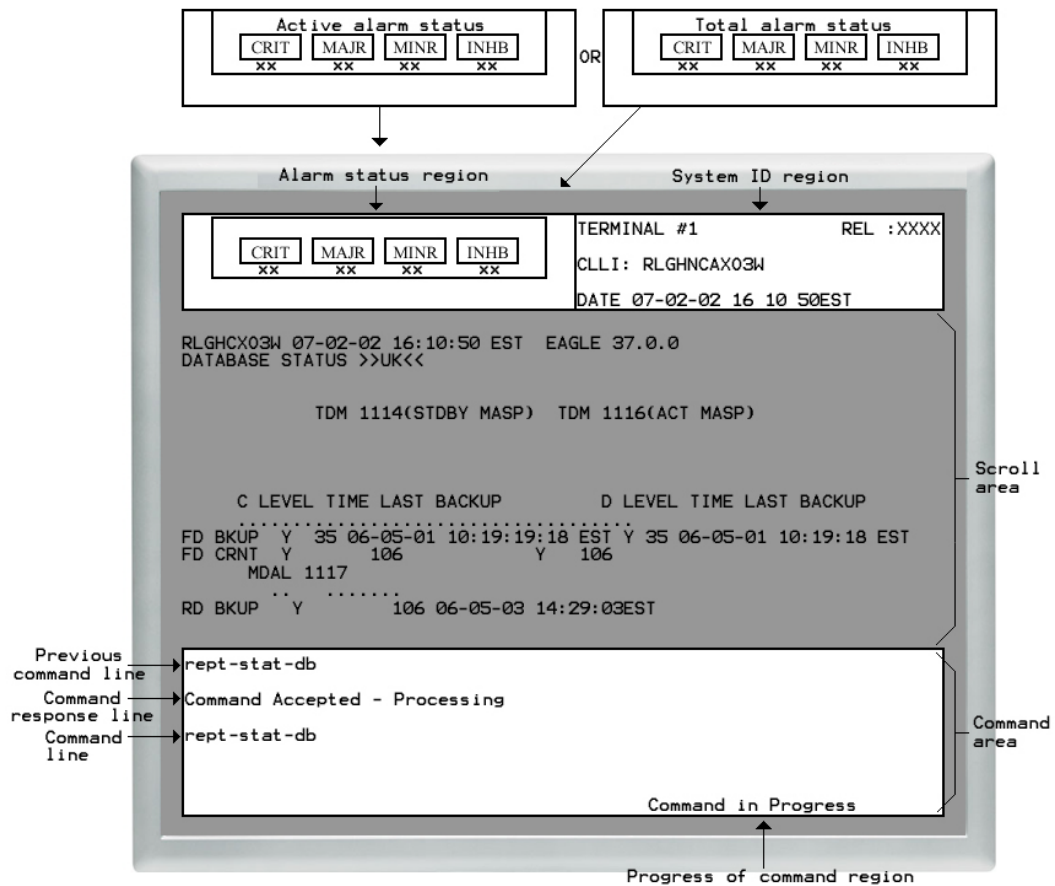 Active alarm status
CRIT MAJR MINR INHB
xx xx xx xx
OR
Total alarm status
CRIT MAJR MINR INHB
xx xx xx xx
Alarm status region
System ID region
CRIT MAJR MINR INHB
xx xx xx xx
TERMINAL #1 REL :XXXX
CLLI: RLGHNCAXO3W
DATE 07-02-02 16 10 50EST
RLGHCXO3W 07-02-02 16:10:50 EST EAGLE 37.0.0
DATABASE STATUS >>UK<<
TDM 1114(STDBY MASP) TDM 1116(ACT MASP)
C LEVEL TIME LAST BACKUP D LEVEL TIME LAST BACKUP
...................................
FD BKUP Y 35 06-05-01 10:19:19:18 EST Y 35 06-05-01 10:19:18 EST
FD CRNT Y 106 Y 106
MDAL 1117
.. .......
RD BKUP Y 106 06-05-03 14:29:03EST
Scroll
area
Previous
command line
rept-stat-db
Command
response line
Command Accepted - Processing
Command
line
rept-stat-db
Command
area
Command in Progress
Progress of command region